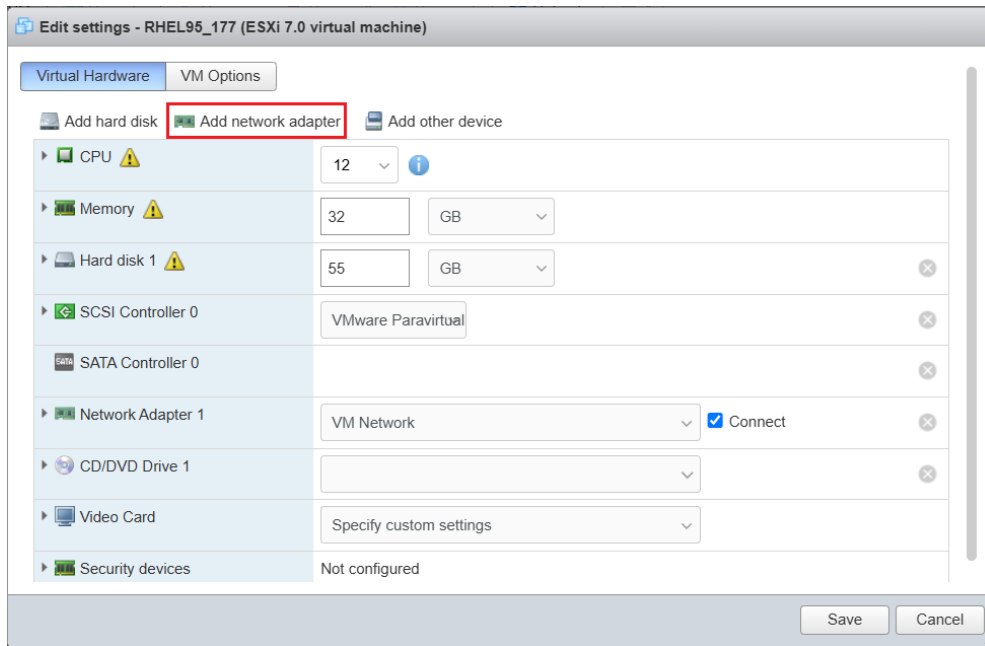 Edit settings - RHEL95_177 (ESXi 7.0 virtual machine)
Virtual Hardware VM Options
Add hard disk Add network adapter Add other device
CPU 12
Memory 32 GB
Hard disk 1 55 GB
SCSI Controller 0 VMware Paravirtual
SATA SATA Controller 0
Network Adapter 1 VM Network Connect
CD/DVD Drive 1
Video Card Specify custom settings
Security devices Not configured
Save Cancel